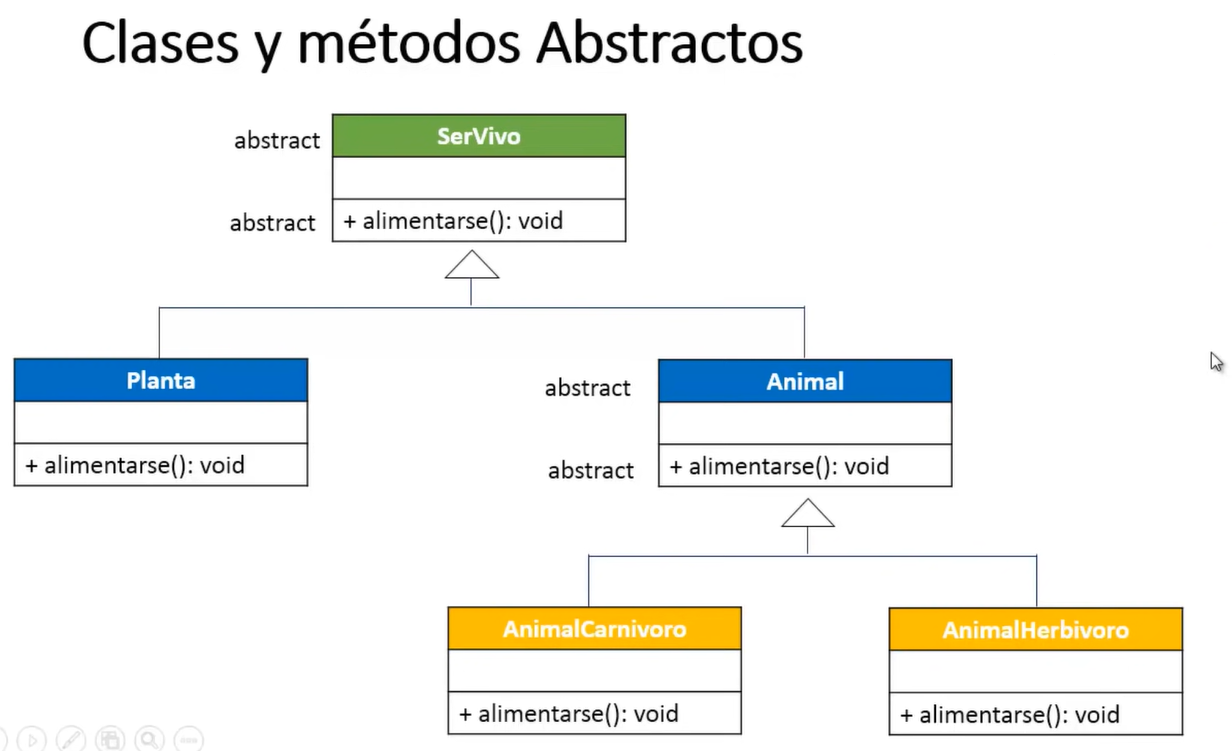 Clases y métodos Abstractos
abstract
SerVivo
abstract
+ alimentarse(): void
Planta
+ alimentarse(): void
abstract
Animal
abstract
+ alimentarse(): void
AnimalCarnivoro
+ alimentarse(): void
AnimalHerbivoro
+ alimentarse(): void